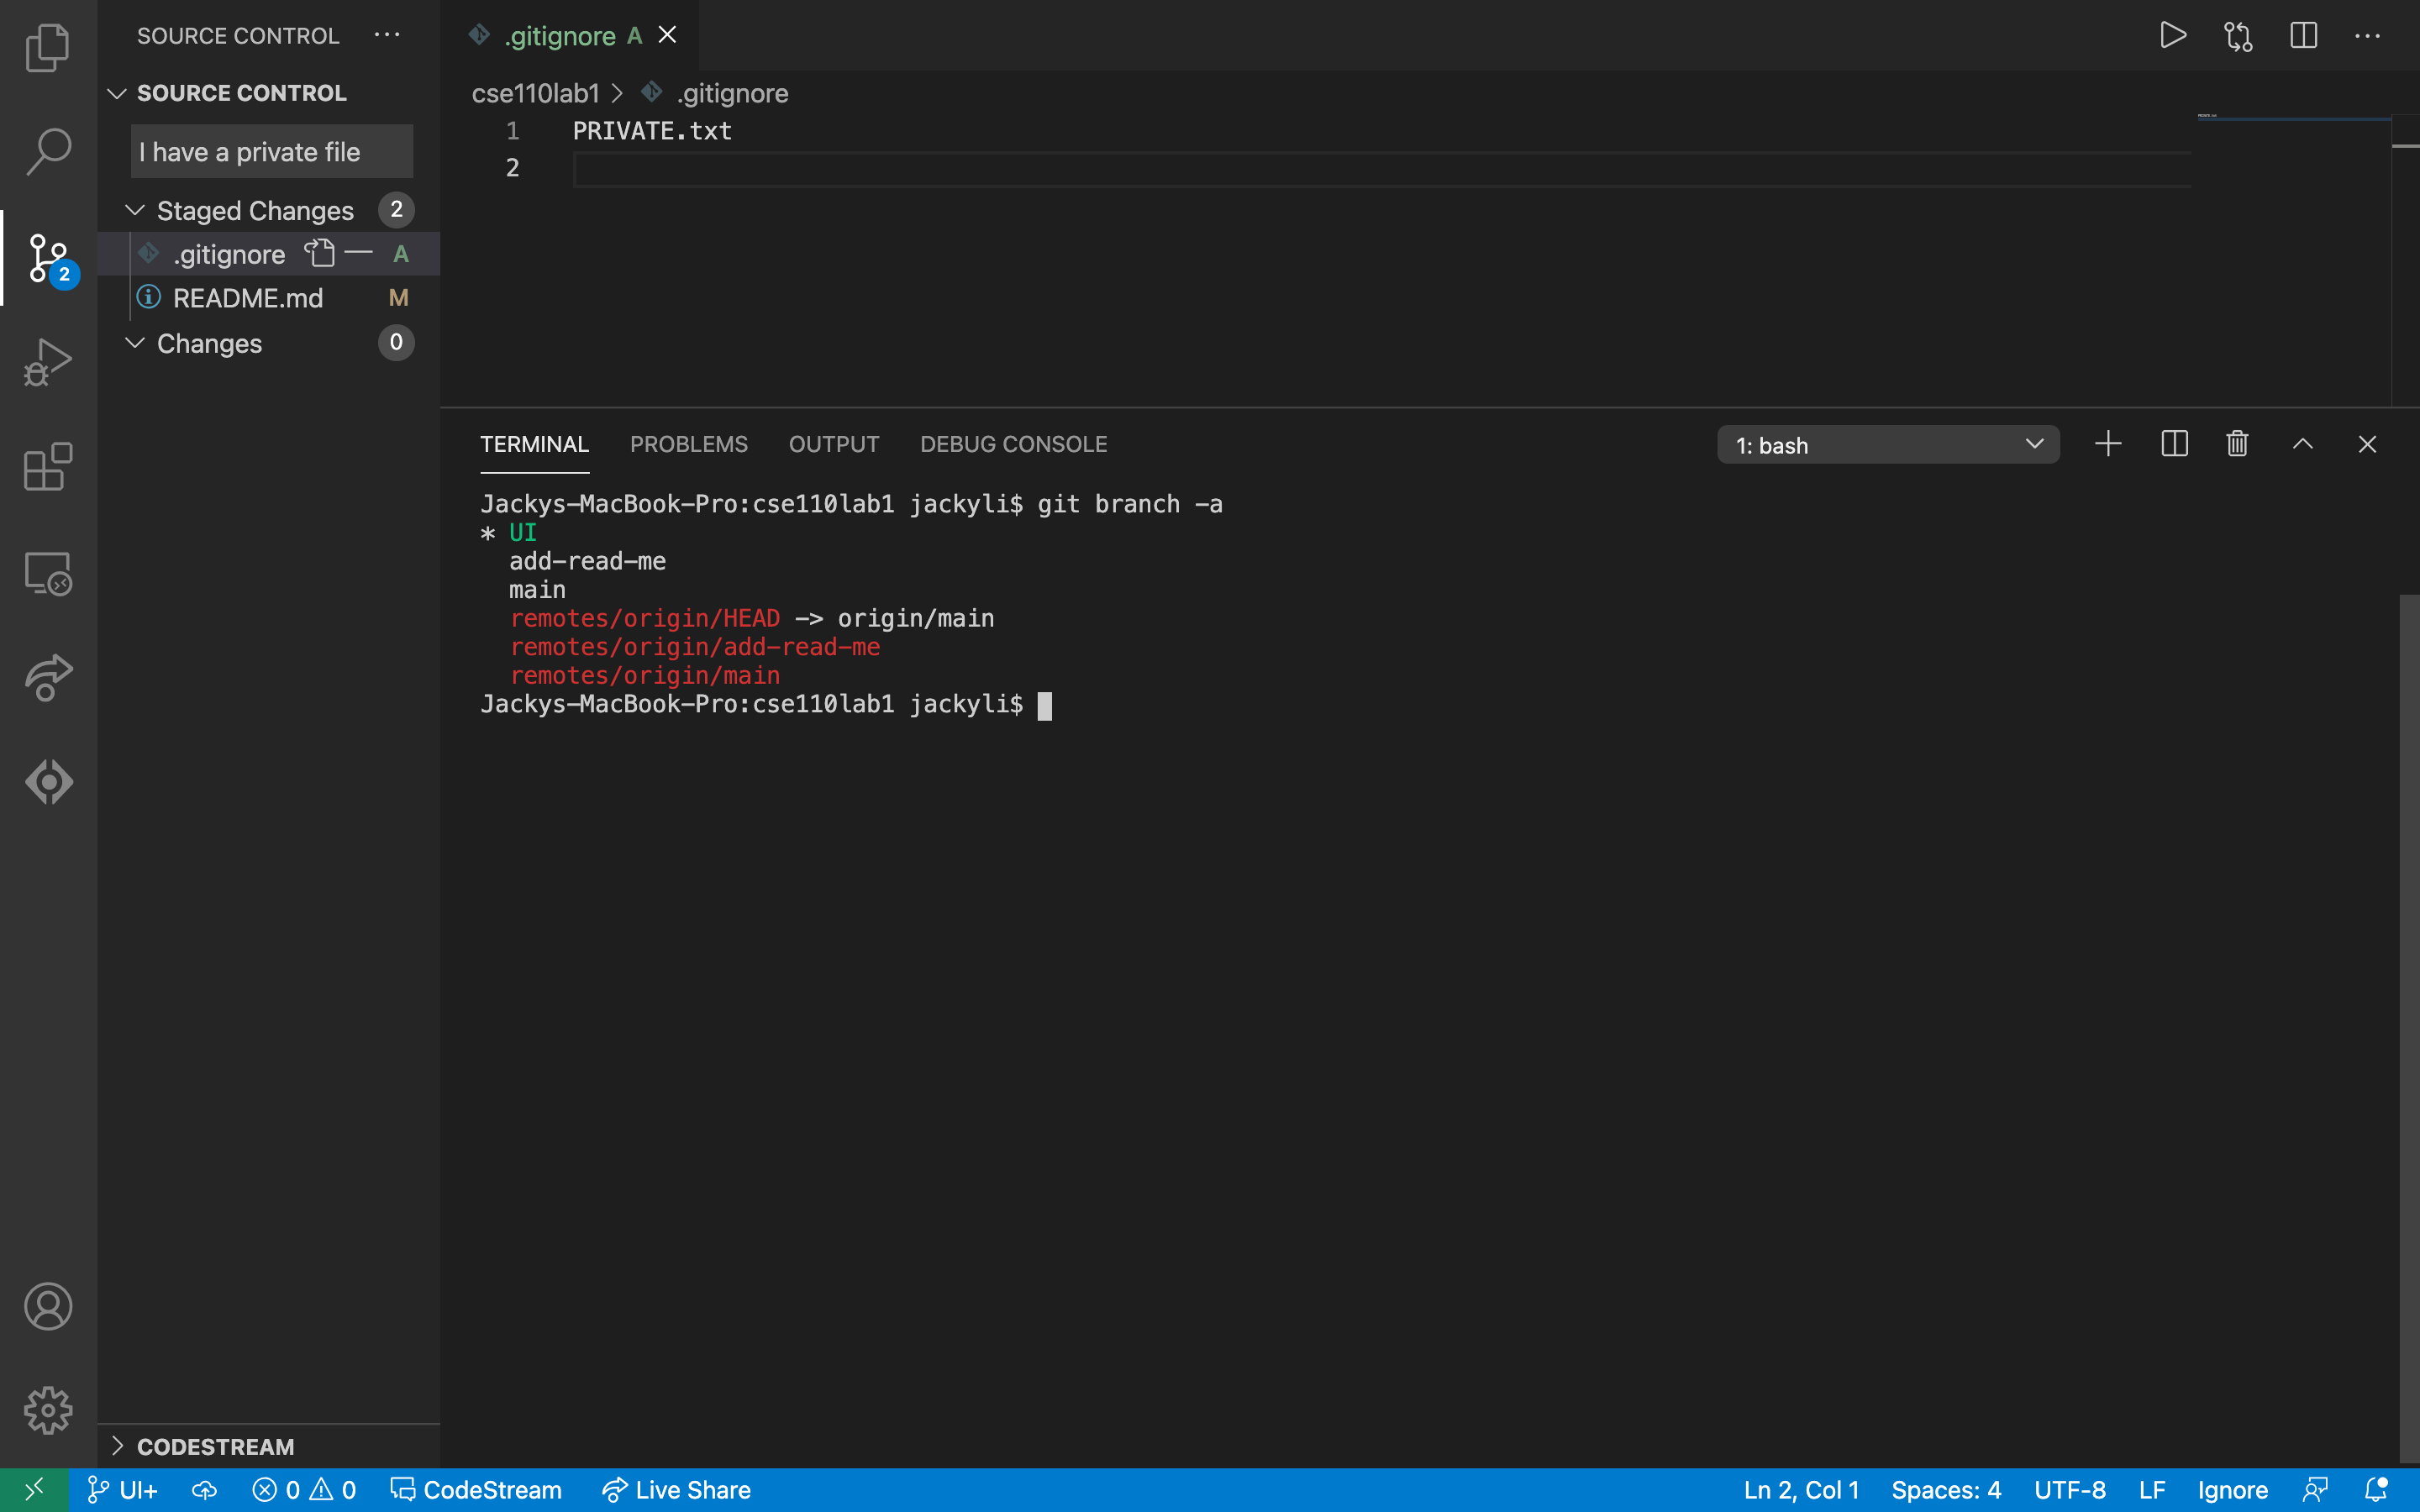 SOURCE CONTROL ···
SOURCE CONTROL
I have a private file
Staged Changes 2
.gitignore A
README.md M
Changes 0
CODESTREAM
.gitignore A
cse110lab1 > .gitignore
1 PRIVATE.txt
2
TERMINAL PROBLEMS OUTPUT DEBUG CONSOLE 1: bash
Jackys-MacBook-Pro:cse110lab1 jackyli$ git branch -a
* UI
add-read-me
main
remotes/origin/HEAD -> origin/main
remotes/origin/add-read-me
remotes/origin/main
Jackys-MacBook-Pro:cse110lab1 jackyli$
2
UI+ 0 0 CodeStream Live Share Ln 2, Col 1 Spaces: 4 UTF-8 LF Ignore